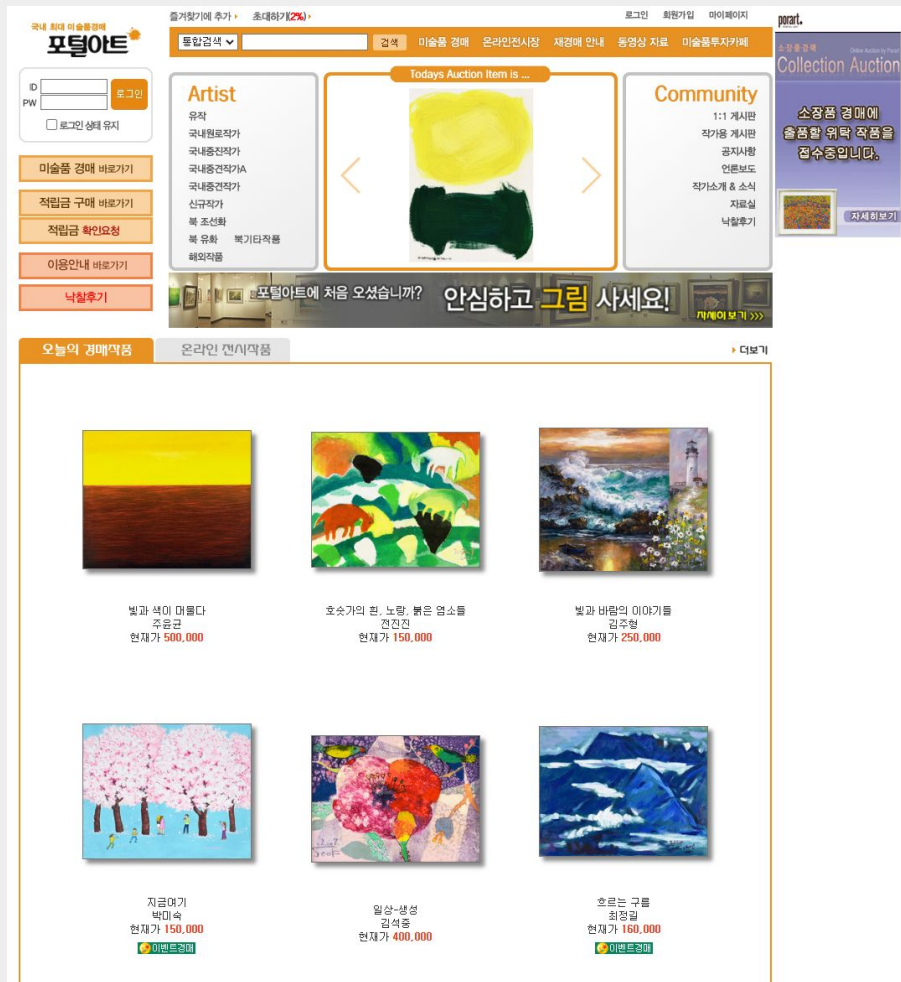 즐겨찾기에 추가
초대하기(2%)
로그인
회원가입
마이페이지
국내 최대 미술품경매
포털아트
통합검색
검색
미술품 경매
온라인전시장
재경매 안내
동영상 자료
미술품투자카페
ID
PW
로그인
로그인 상태 유지
미술품 경매 바로가기
적립금 구매 바로가기
적립금 확인요청
이용안내 바로가기
낙찰후기
Artist
유작
국내원로작가
국내중진작가
국내중견작가A
국내중견작가
신규작가
북 조선화
북 유화 북기타작품
해외작품
Todays Auction Item is ...
Community
1:1 게시판
작가용 게시판
공지사항
언론보도
작가소개 & 소식
자료실
낙찰후기
porart.
소장품경매
Online Auction by Porart
Collection Auction
소장품 경매에
출품할 위탁 작품을
접수중입니다.
자세히보기
포털아트에 처음 오셨습니까?
안심하고 그림 사세요!
자세히보기 >>>
오늘의 경매작품
온라인 전시작품
더보기
빛과 색이 머물다
주윤균
현재가 500,000
호숫가의 흰, 노랑, 붉은 염소들
전진진
현재가 150,000
빛과 바람의 이야기들
김주형
현재가 250,000
지금여기
박미숙
현재가 150,000
이벤트경매
일상-생성
김석중
현재가 400,000
흐르는 구름
최정길
현재가 160,000
이벤트경매